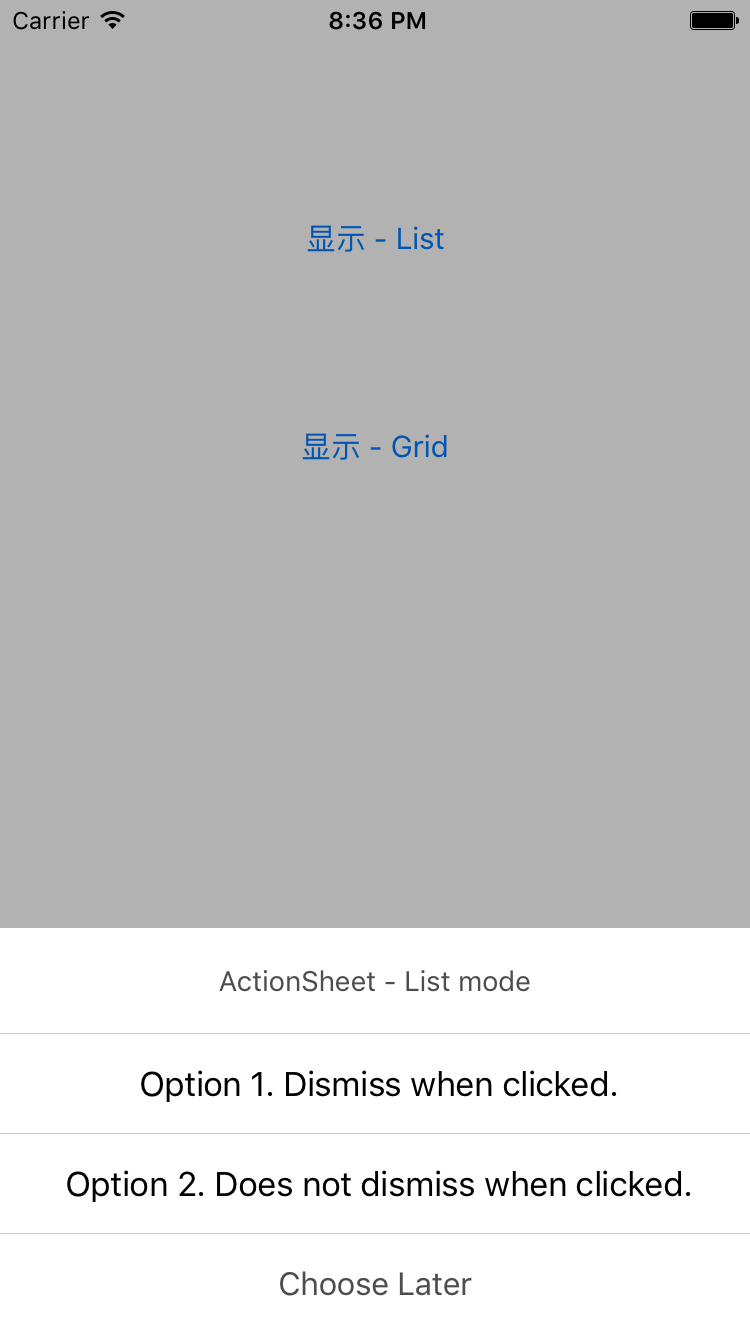 Carrier 8:36 PM
显示 - List
显示 - Grid
ActionSheet - List mode
Option 1. Dismiss when clicked.
Option 2. Does not dismiss when clicked.
Choose Later